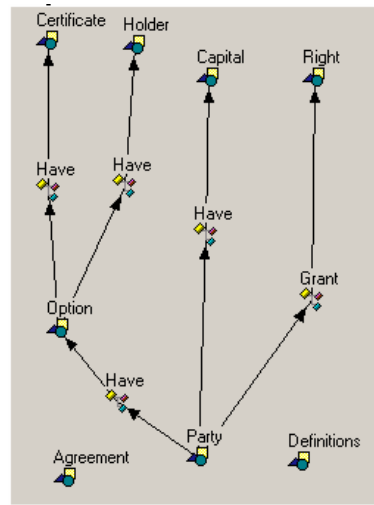 Certificate
Holder
Capital
Right
Have
Have
Have
Grant
Option
Have
Party
Agreement
Definitions